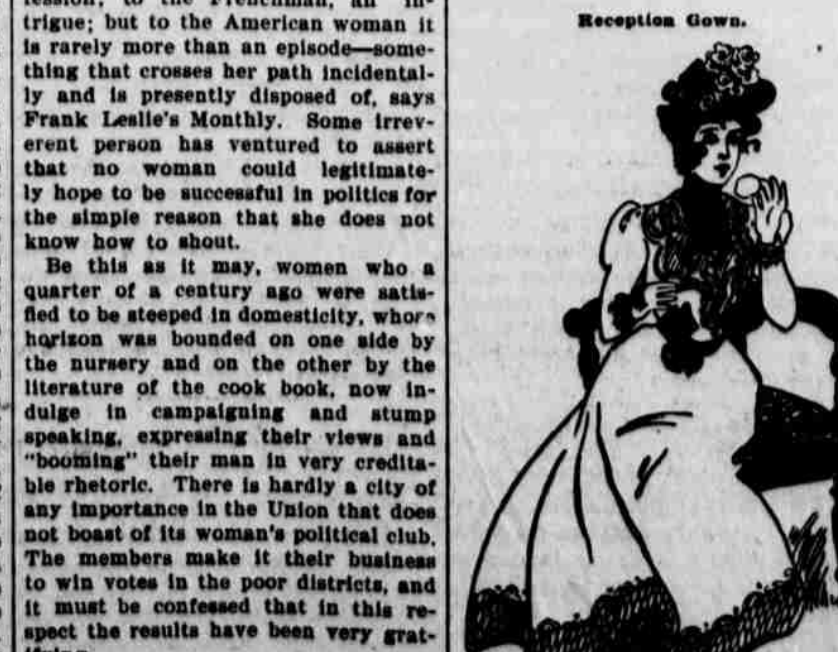 to the Frenchman, an in-
trigue; but to the American woman it
is rarely more than an episode—some-
thing that crosses her path incidental-
ly and is presently disposed of, says
Frank Leslie's Monthly. Some irrev-
erent person has ventured to assert
that no woman could legitimate-
ly hope to be successful in politics for
the simple reason that she does not
know how to shout.
Be this as it may, women who a
quarter of a century ago were satis-
fied to be steeped in domesticity, whose
horizon was bounded on one side by
the nursery and on the other by the
literature of the cook book, now in-
dulge in campaigning and stump
speaking, expressing their views and
"booming" their man in very credita-
ble rhetoric. There is hardly a city of
any importance in the Union that does
not boast of its woman's political club.
The members make it their business
to win votes in the poor districts, and
it must be confessed that in this re-
spect the results have been very grat-
Reception Gown.